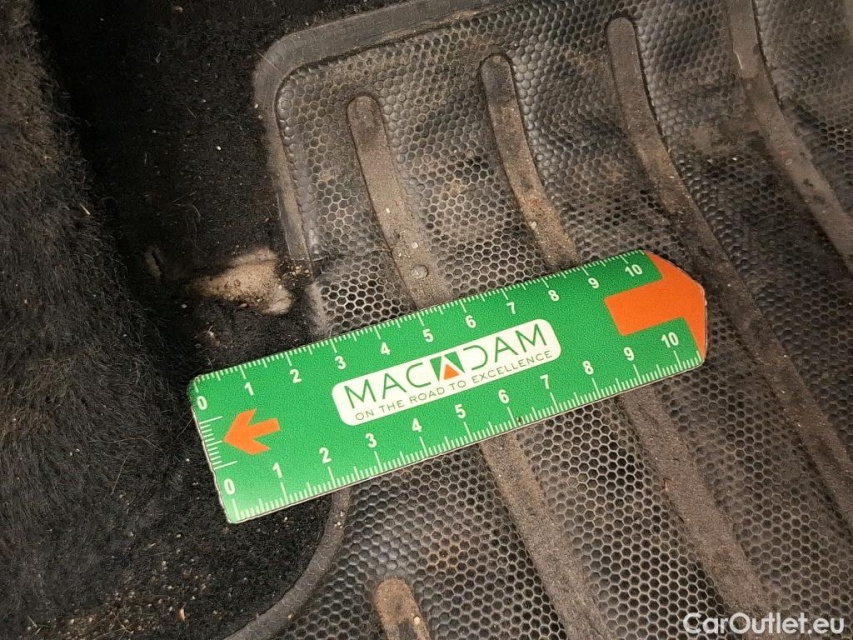 0 1 2 3 4 5 6 7 8 9 10
MACADAM
ON THE ROAD TO EXCELLENCE
0 1 2 3 4 5 6 7 8 9 10
CarOutlet.eu